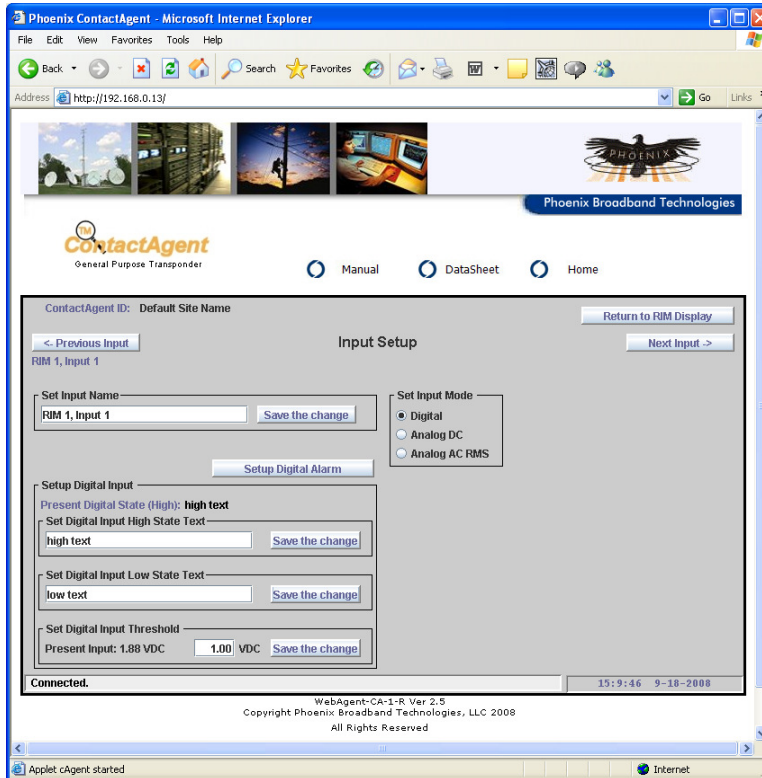 Phoenix ContactAgent - Microsoft Internet Explorer
File Edit View Favorites Tools Help
Back Search Favorites
Address http://192.168.0.13/ Go Links
PHOENIX
Phoenix Broadband Technologies
TM
ContactAgent
General Purpose Transponder
Manual DataSheet Home
ContactAgent ID: Default Site Name
Return to RIM Display
<- Previous Input Input Setup Next Input ->
RIM 1, Input 1
Set Input Name
RIM 1, Input 1 Save the change
Set Input Mode
Digital
Analog DC
Analog AC RMS
Setup Digital Alarm
Setup Digital Input
Present Digital State (High): high text
Set Digital Input High State Text
high text Save the change
Set Digital Input Low State Text
low text Save the change
Set Digital Input Threshold
Present Input: 1.88 VDC 1.00 VDC Save the change
Connected. 15:9:46 9-18-2008
WebAgent-CA-1-R Ver 2.5
Copyright Phoenix Broadband Technologies, LLC 2008
All Rights Reserved
Applet cAgent started Internet